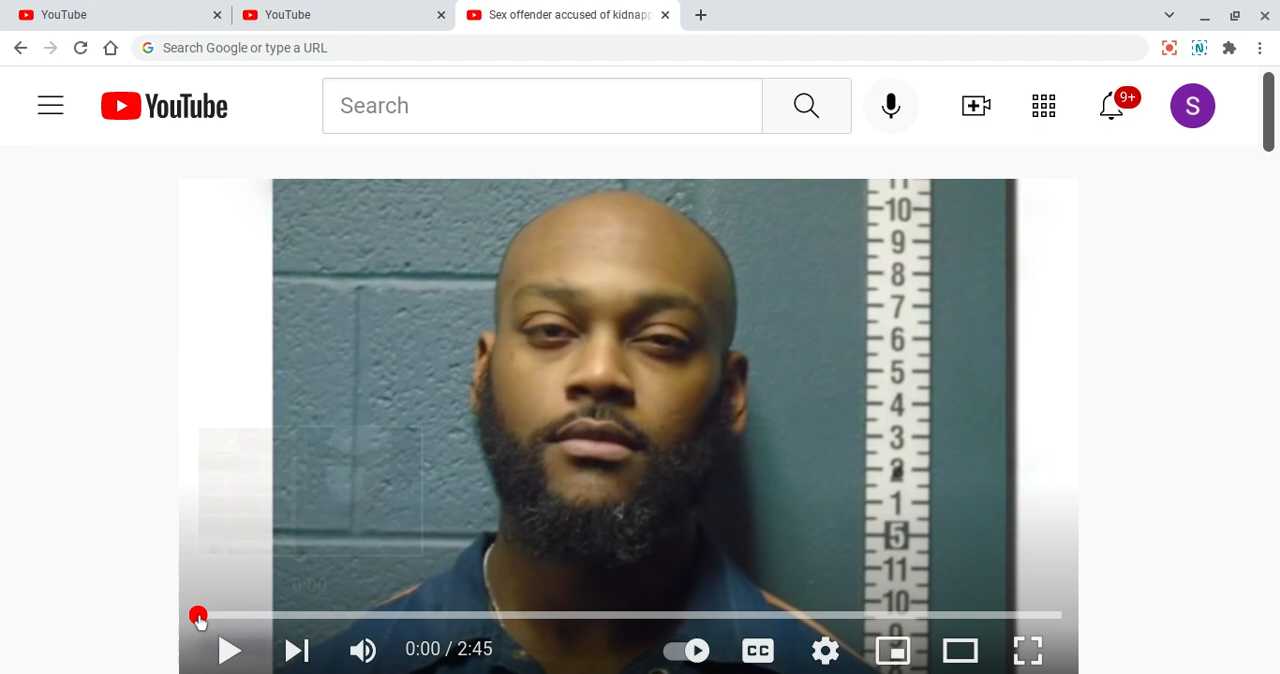 YouTube
YouTube
Sex offender accused of kidnapp
Search Google or type a URL
YouTube
Search
9+
S
11
10
9
8
7
6
5
4
3
2
1
5
11
10
9
0:00
0:00 / 2:45
CC